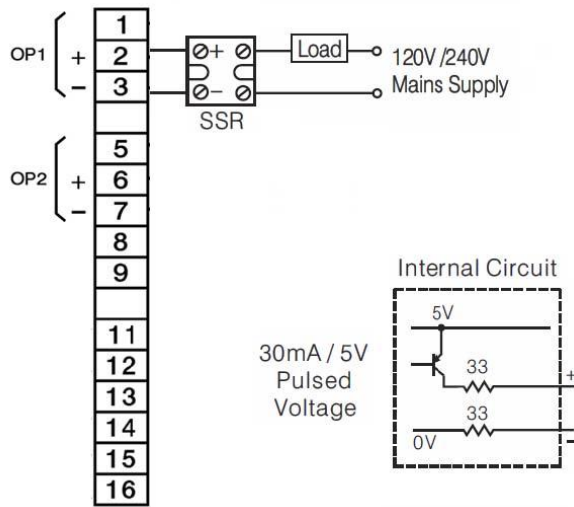 1
OP1 + 2
− 3
5
OP2 + 6
− 7
8
9
11
12
13
14
15
16
+
−
SSR
Load
120V /240V
Mains Supply
30mA / 5V
Pulsed
Voltage
Internal Circuit
5V
33
+
33
0V
−